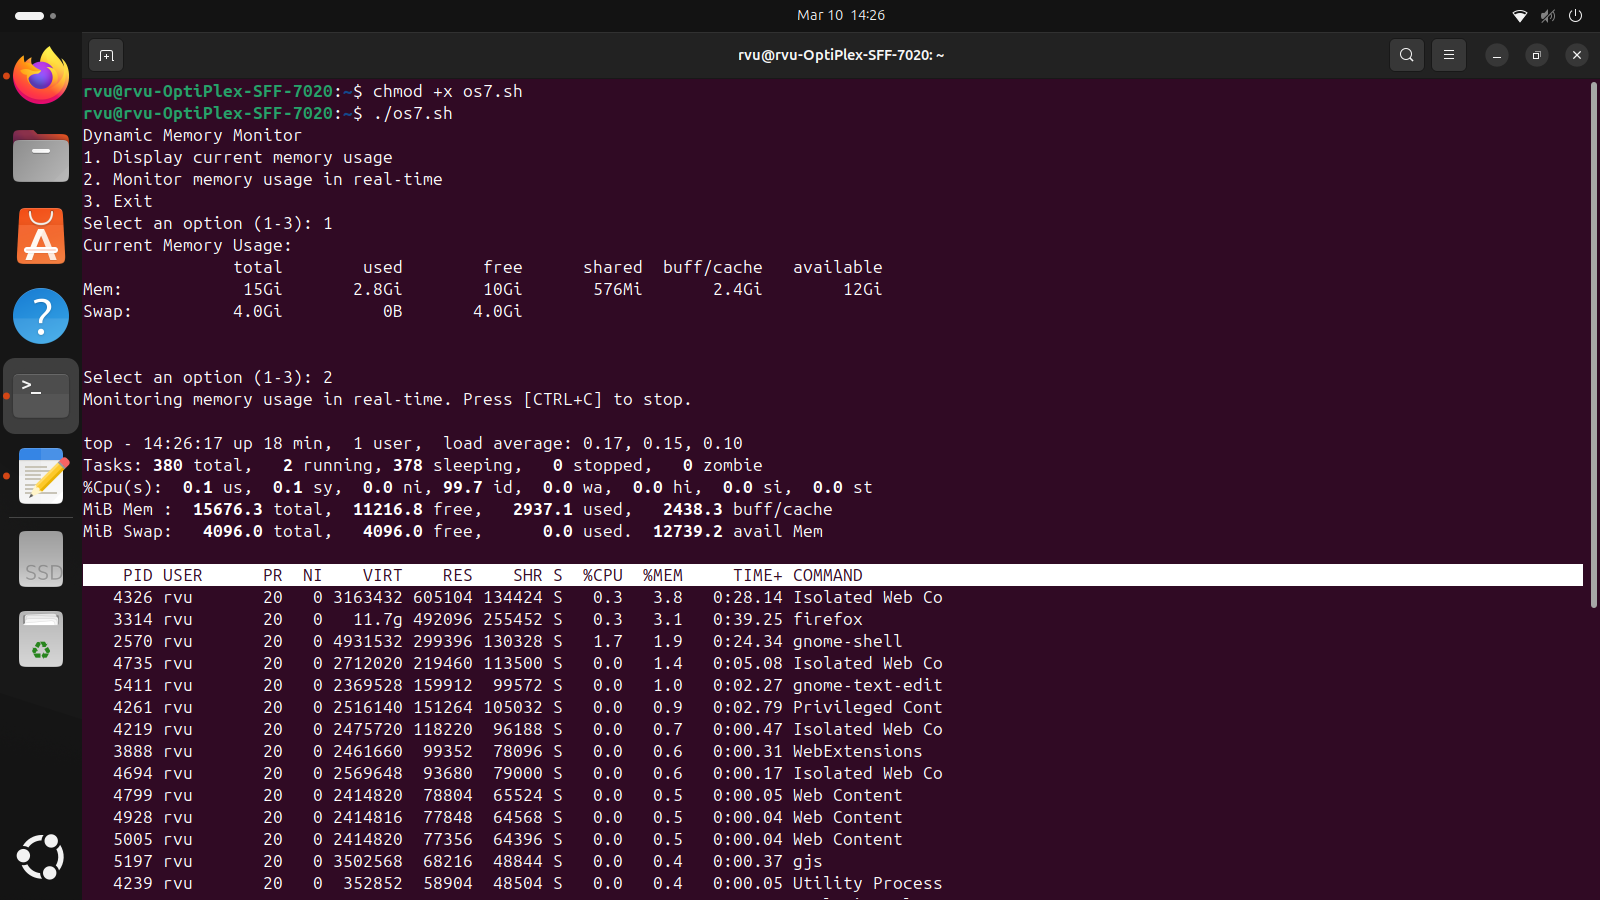 Mar 10 14:26
rvu@rvu-OptiPlex-SFF-7020: ~
rvu@rvu-OptiPlex-SFF-7020:~$ chmod +x os7.sh
rvu@rvu-OptiPlex-SFF-7020:~$ ./os7.sh
Dynamic Memory Monitor
1. Display current memory usage
2. Monitor memory usage in real-time
3. Exit
Select an option (1-3): 1
Current Memory Usage:
total used free shared buff/cache available
Mem: 15Gi 2.8Gi 10Gi 576Mi 2.4Gi 12Gi
Swap: 4.0Gi 0B 4.0Gi
Select an option (1-3): 2
Monitoring memory usage in real-time. Press [CTRL+C] to stop.
top - 14:26:17 up 18 min, 1 user, load average: 0.17, 0.15, 0.10
Tasks: 380 total, 2 running, 378 sleeping, 0 stopped, 0 zombie
%Cpu(s): 0.1 us, 0.1 sy, 0.0 ni, 99.7 id, 0.0 wa, 0.0 hi, 0.0 si, 0.0 st
MiB Mem : 15676.3 total, 11216.8 free, 2937.1 used, 2438.3 buff/cache
MiB Swap: 4096.0 total, 4096.0 free, 0.0 used. 12739.2 avail Mem
PID USER PR NI VIRT RES SHR S %CPU %MEM TIME+ COMMAND
4326 rvu 20 0 3163432 605104 134424 S 0.3 3.8 0:28.14 Isolated Web Co
3314 rvu 20 0 11.7g 492096 255452 S 0.3 3.1 0:39.25 firefox
2570 rvu 20 0 4931532 299396 130328 S 1.7 1.9 0:24.34 gnome-shell
4735 rvu 20 0 2712020 219460 113500 S 0.0 1.4 0:05.08 Isolated Web Co
5411 rvu 20 0 2369528 159912 99572 S 0.0 1.0 0:02.27 gnome-text-edit
4261 rvu 20 0 2516140 151264 105032 S 0.0 0.9 0:02.79 Privileged Cont
4219 rvu 20 0 2475720 118220 96188 S 0.0 0.7 0:00.47 Isolated Web Co
3888 rvu 20 0 2461660 99352 78096 S 0.0 0.6 0:00.31 WebExtensions
4694 rvu 20 0 2569648 93680 79000 S 0.0 0.6 0:00.17 Isolated Web Co
4799 rvu 20 0 2414820 78804 65524 S 0.0 0.5 0:00.05 Web Content
4928 rvu 20 0 2414816 77848 64568 S 0.0 0.5 0:00.04 Web Content
5005 rvu 20 0 2414820 77356 64396 S 0.0 0.5 0:00.04 Web Content
5197 rvu 20 0 3502568 68216 48844 S 0.0 0.4 0:00.37 gjs
4239 rvu 20 0 352852 58904 48504 S 0.0 0.4 0:00.05 Utility Process
SSD